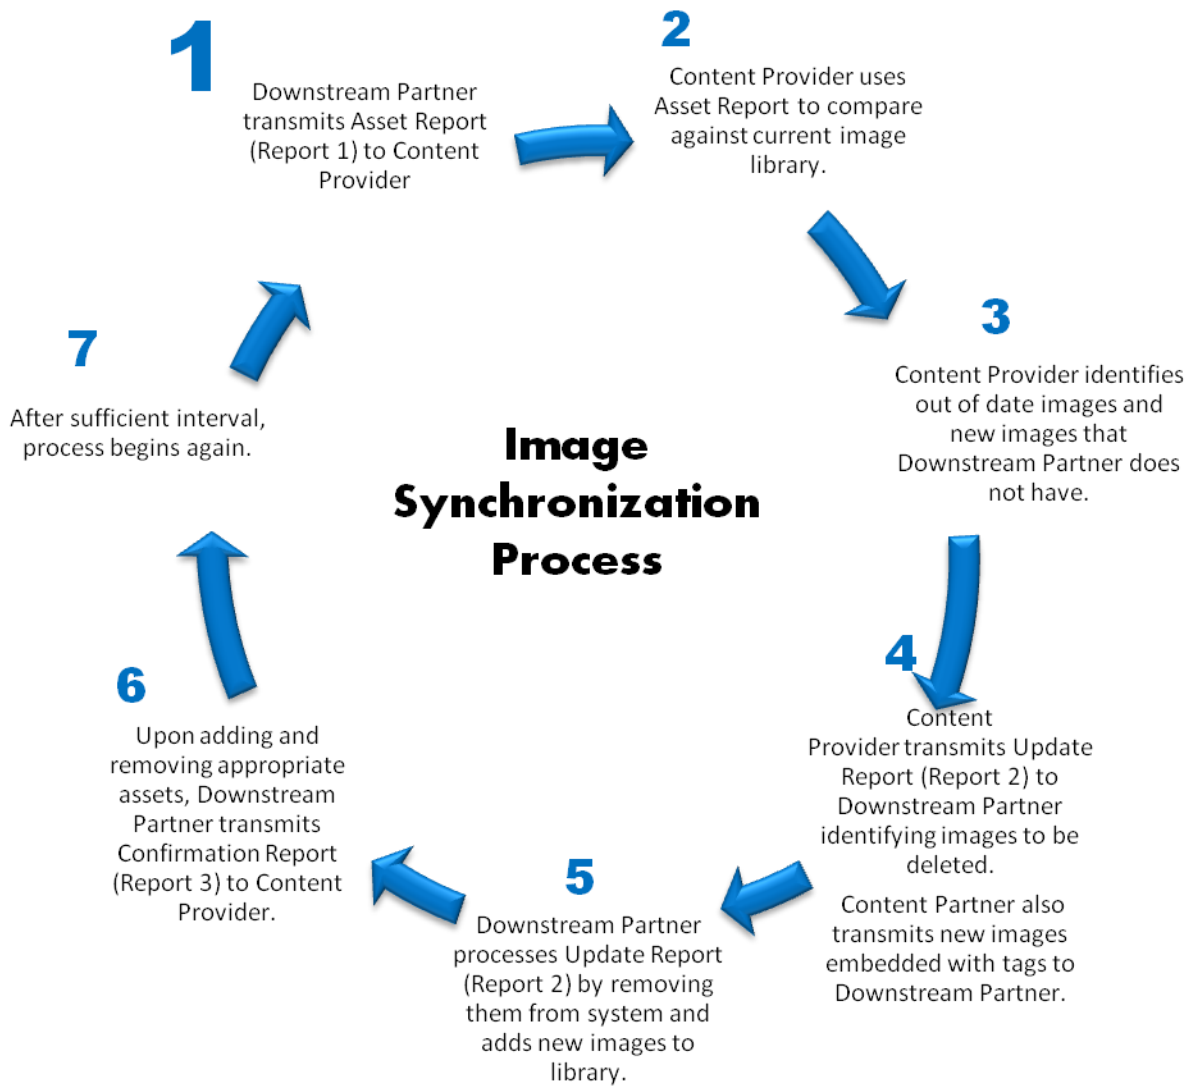 1
Downstream Partner
transmits Asset Report
(Report 1) to Content
Provider
2
Content Provider uses
Asset Report to compare
against current image
library.
3
Content Provider identifies
out of date images and
new images that
Downstream Partner does
not have.
4
Content
Provider transmits Update
Report (Report 2) to
Downstream Partner
identifying images to be
deleted.
Content Partner also
transmits new images
embedded with tags to
Downstream Partner.
5
Downstream Partner
processes Update Report
(Report 2) by removing
them from system and
adds new images to
library.
6
Upon adding and
removing appropriate
assets, Downstream
Partner transmits
Confirmation Report
(Report 3) to Content
Provider.
7
After sufficient interval,
process begins again.
Image
Synchronization
Process